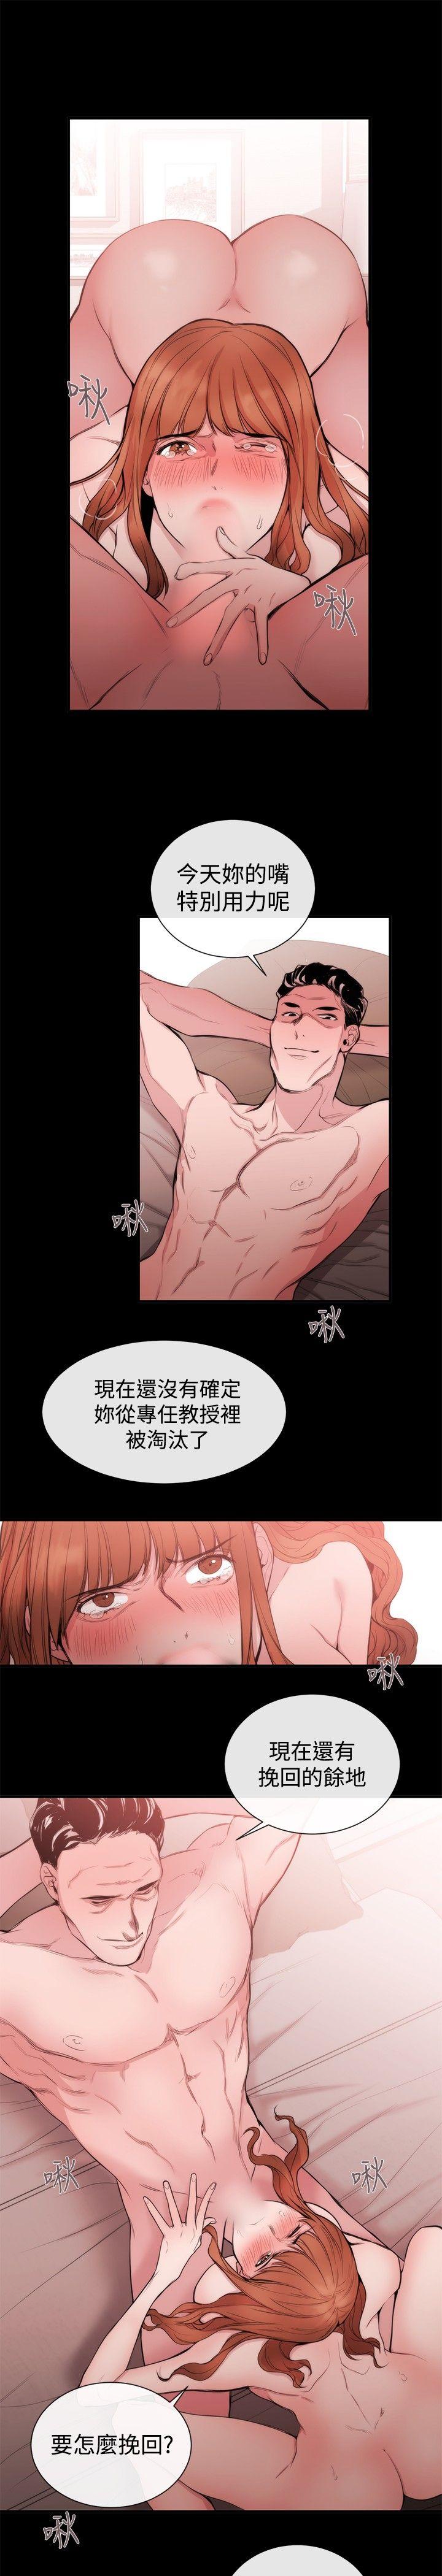 啾
啾
今天妳的嘴
特別用力呢
啾
啾
現在還沒有確定
妳從專任教授裡
被淘汰了
啾
現在還有
挽回的餘地
啾
啾
要怎麼挽回?
啾